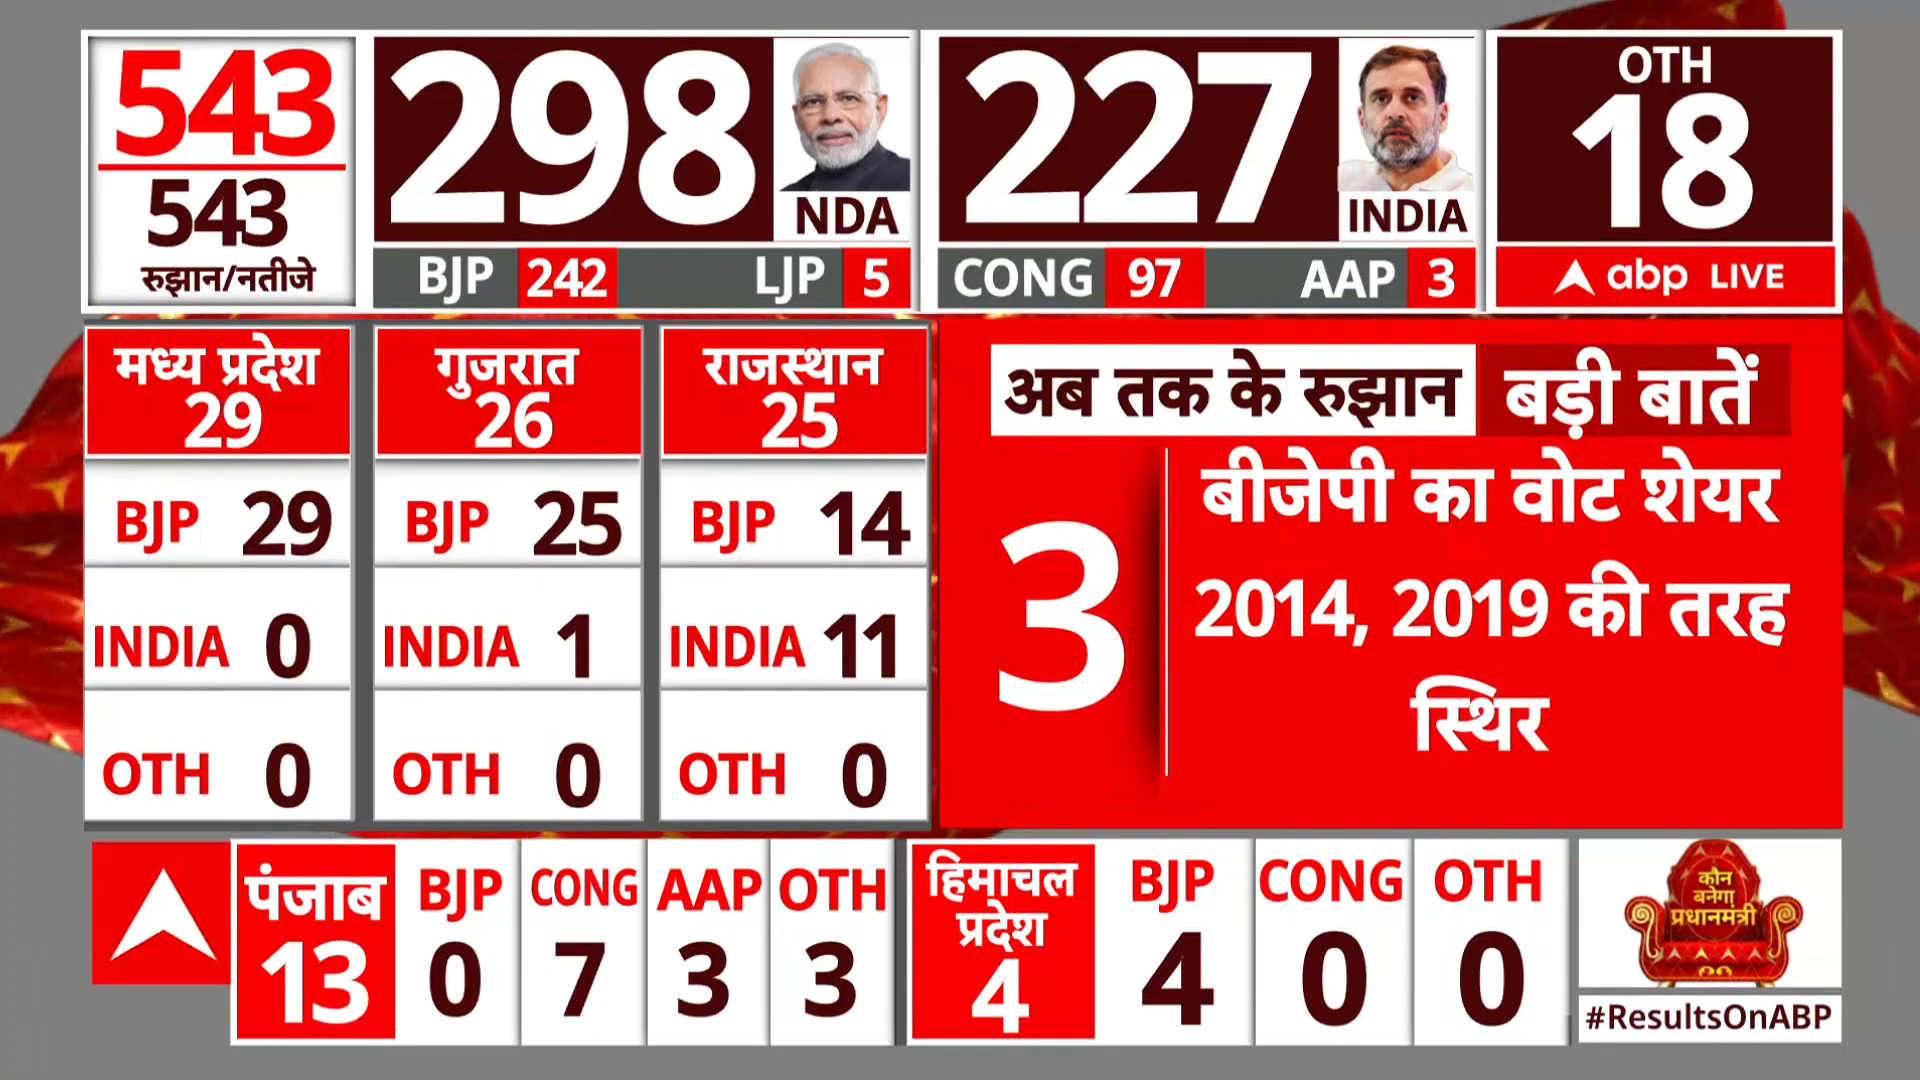 543
543
रुझान/नतीजे
298
NDA
BJP 242 LJP 5
227
INDIA
CONG 97 AAP 3
OTH
18
abp LIVE
मध्य प्रदेश
29
BJP 29
INDIA 0
OTH 0
गुजरात
26
BJP 25
INDIA 1
OTH 0
राजस्थान
25
BJP 14
INDIA 11
OTH 0
अब तक के रुझान बड़ी बातें
3
बीजेपी का वोट शेयर
2014, 2019 की तरह
स्थिर
पंजाब
13
BJP
0
CONG
7
AAP
3
OTH
3
हिमाचल
प्रदेश
4
BJP
4
CONG
0
OTH
0
कौन
बनेगा
प्रधानमंत्री
#ResultsOnABP